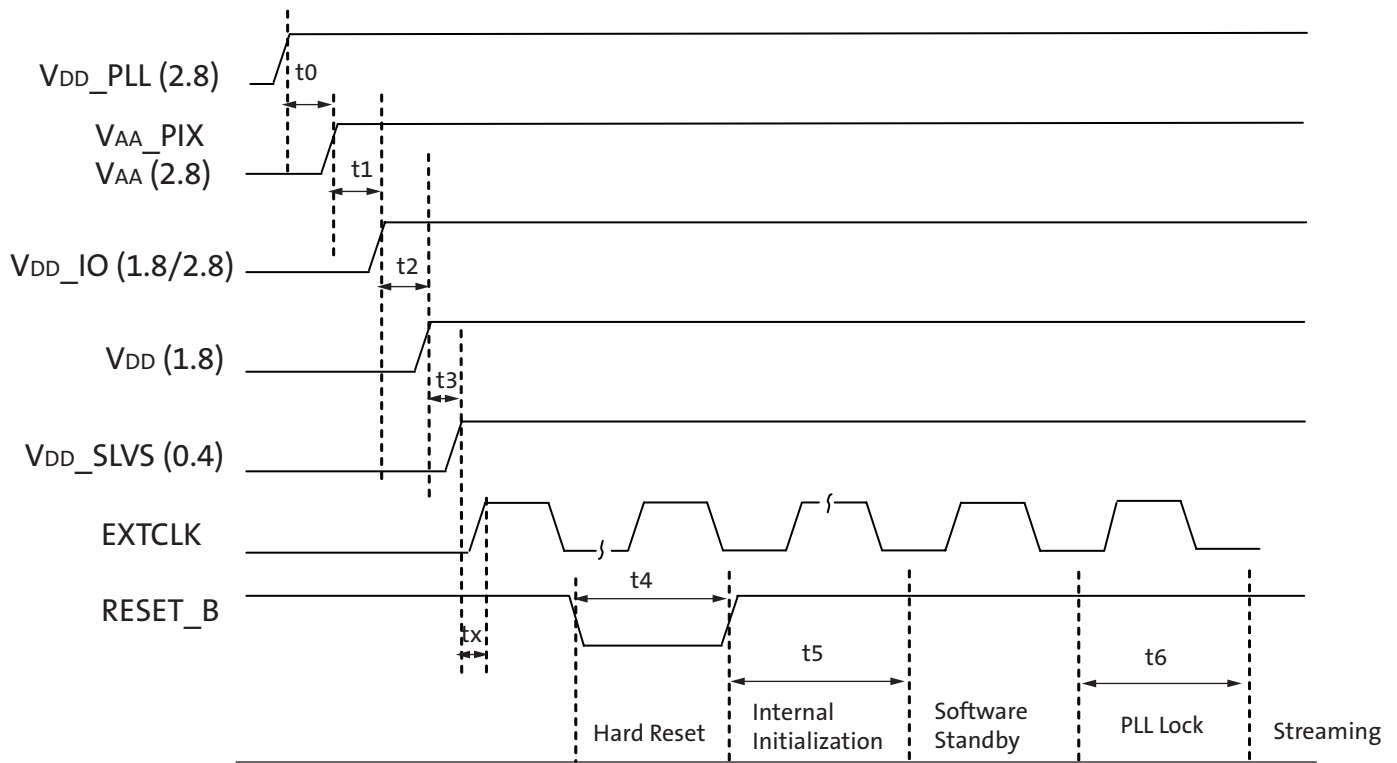 VDD_PLL (2.8)
t0
VAA_PIX
VAA (2.8)
t1
VDD_IO (1.8/2.8)
t2
VDD (1.8)
t3
VDD_SLVS (0.4)
EXTCLK
RESET_B
t4
tx
t5
t6
Hard Reset
Internal
Initialization
Software
Standby
PLL Lock
Streaming